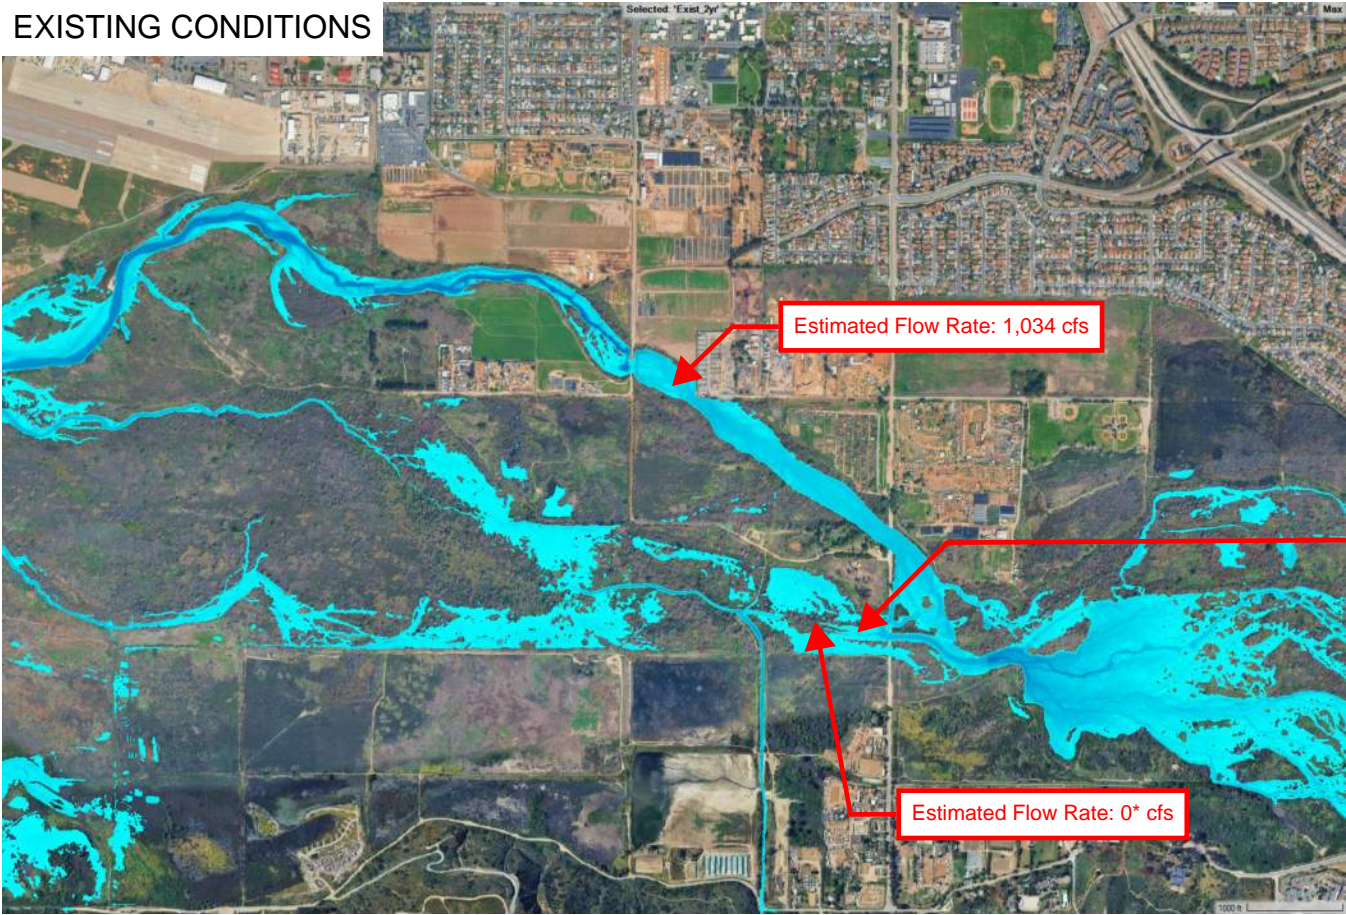 EXISTING CONDITIONS
Selected: 'Exist_2yr'
Max
Estimated Flow Rate: 1,034 cfs
Estimated Flow Rate: 0* cfs
1000 ft